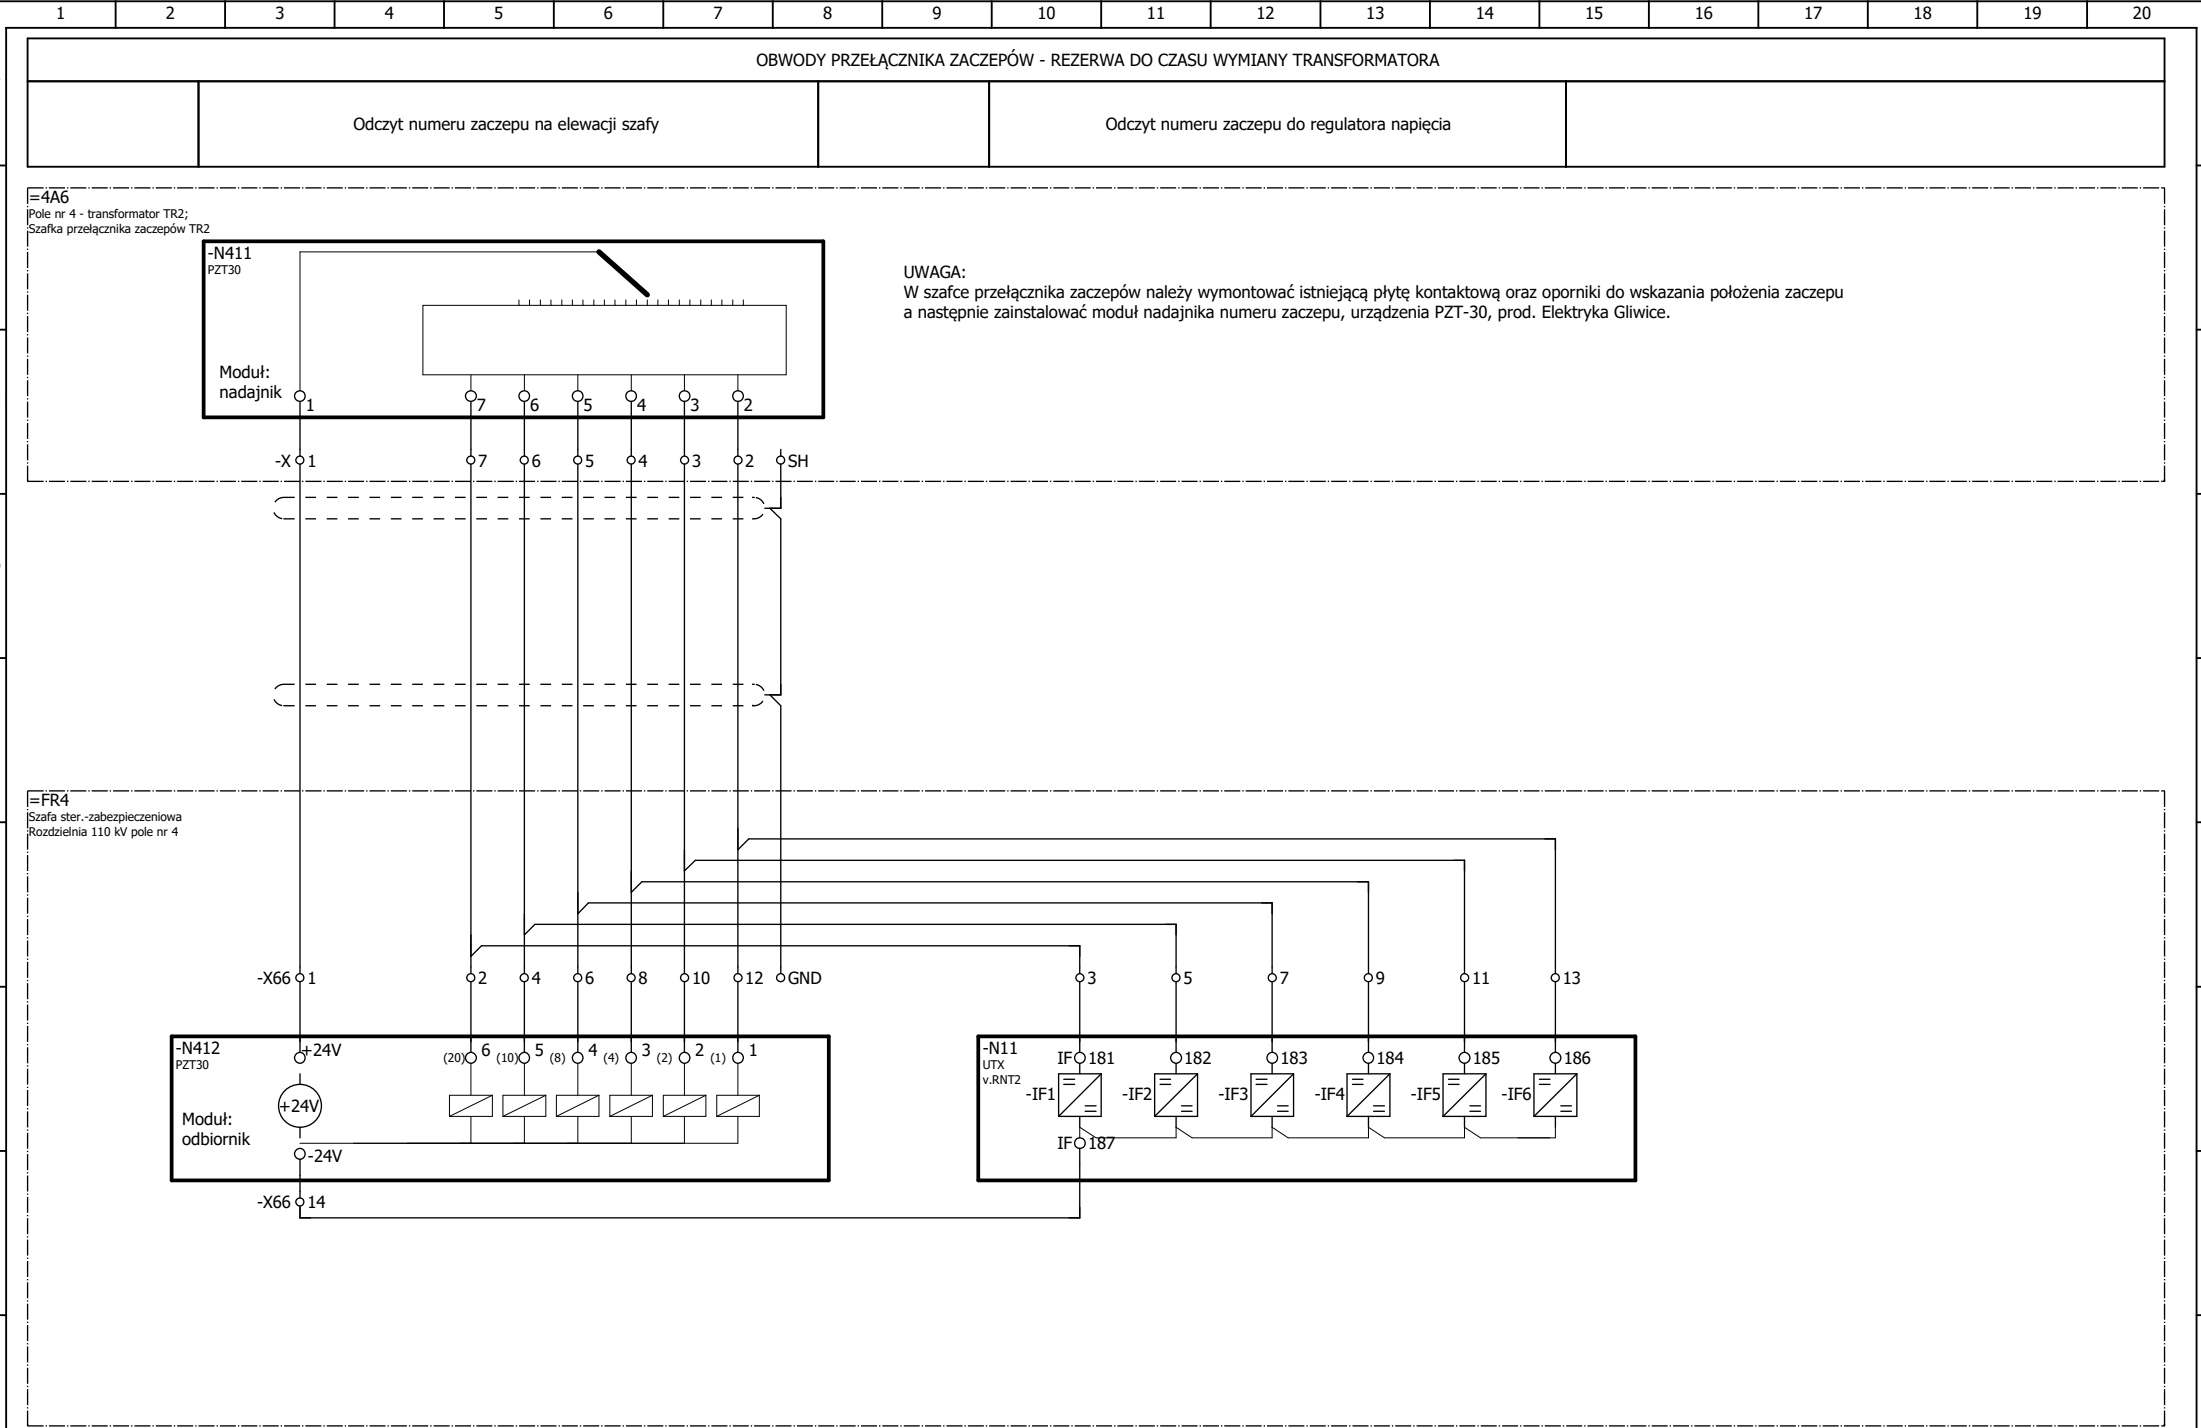 1 2 3 4 5 6 7 8 9 10 11 12 13 14 15 16 17 18 19 20
OBWODY PRZEŁĄCZNIKA ZACZEPÓW - REZERWA DO CZASU WYMIANY TRANSFORMATORA
Odczyt numeru zaczepu na elewacji szafy
Odczyt numeru zaczepu do regulatora napięcia
=4A6
Pole nr 4 - transformator TR2;
Szafka przełącznika zaczepów TR2
-N411
PZT30
UWAGA:
W szafce przełącznika zaczepów należy wymontować istniejącą płytę kontaktową oraz oporniki do wskazania położenia zaczepu
a następnie zainstalować moduł nadajnika numeru zaczepu, urządzenia PZT-30, prod. Elektryka Gliwice.
Moduł:
nadajnik
1 7 6 5 4 3 2
-X 1 7 6 5 4 3 2 SH
=FR4
Szafa ster.-zabezpieczeniowa
Rozdzielnia 110 kV pole nr 4
-X66 1 2 4 6 8 10 12 GND 3 5 7 9 11 13
-N412
PZT30
+24V (20) 6 (10) 5 (8) 4 (4) 3 (2) 2 (1) 1
+24V
Moduł:
odbiornik
-24V
-X66 14
-N11
UTX
v.RNT2
IF 181 182 183 184 185 186
-IF1 -IF2 -IF3 -IF4 -IF5 -IF6
IF 187